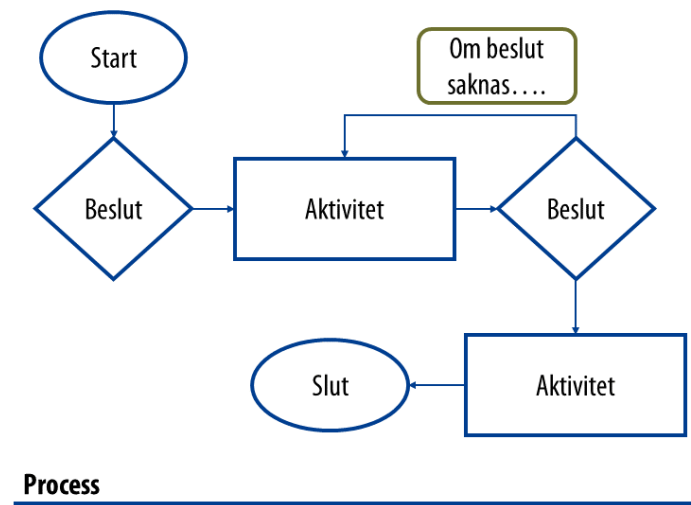 Start
Om beslut
saknas....
Beslut
Aktivitet
Beslut
Slut
Aktivitet
Process